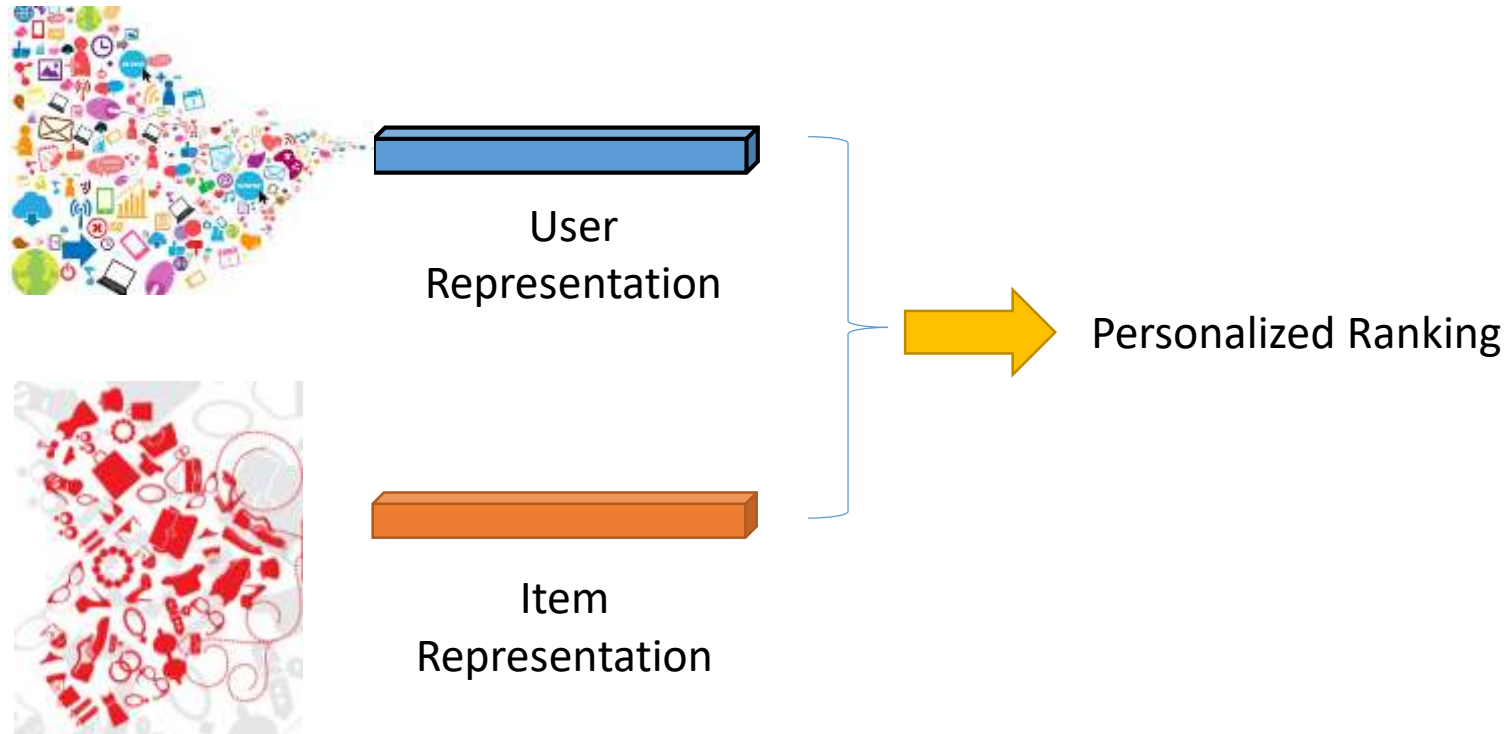 User
Representation
Personalized Ranking
Item
Representation